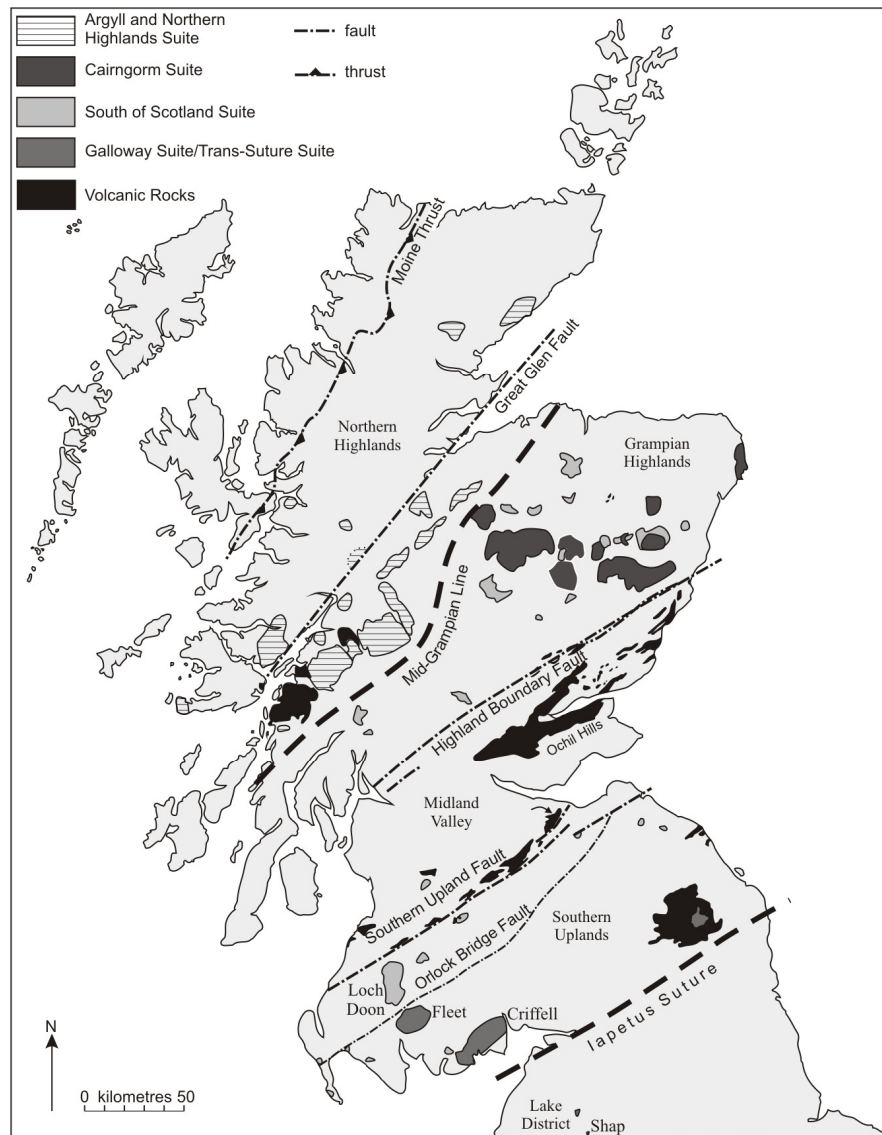 Argyll and Northern
Highlands Suite
Cairngorm Suite
South of Scotland Suite
Galloway Suite/Trans-Suture Suite
Volcanic Rocks
fault
thrust
Moine Thrust
Great Glen Fault
Northern
Highlands
Grampian
Highlands
Mid-Grampian Line
Highland Boundary Fault
Ochil Hills
Midland
Valley
Southern Upland Fault
Orlock Bridge Fault
Southern
Uplands
Iapetus Suture
Loch
Doon
Fleet
Criffell
N
0 kilometres 50
Lake
District
Shap